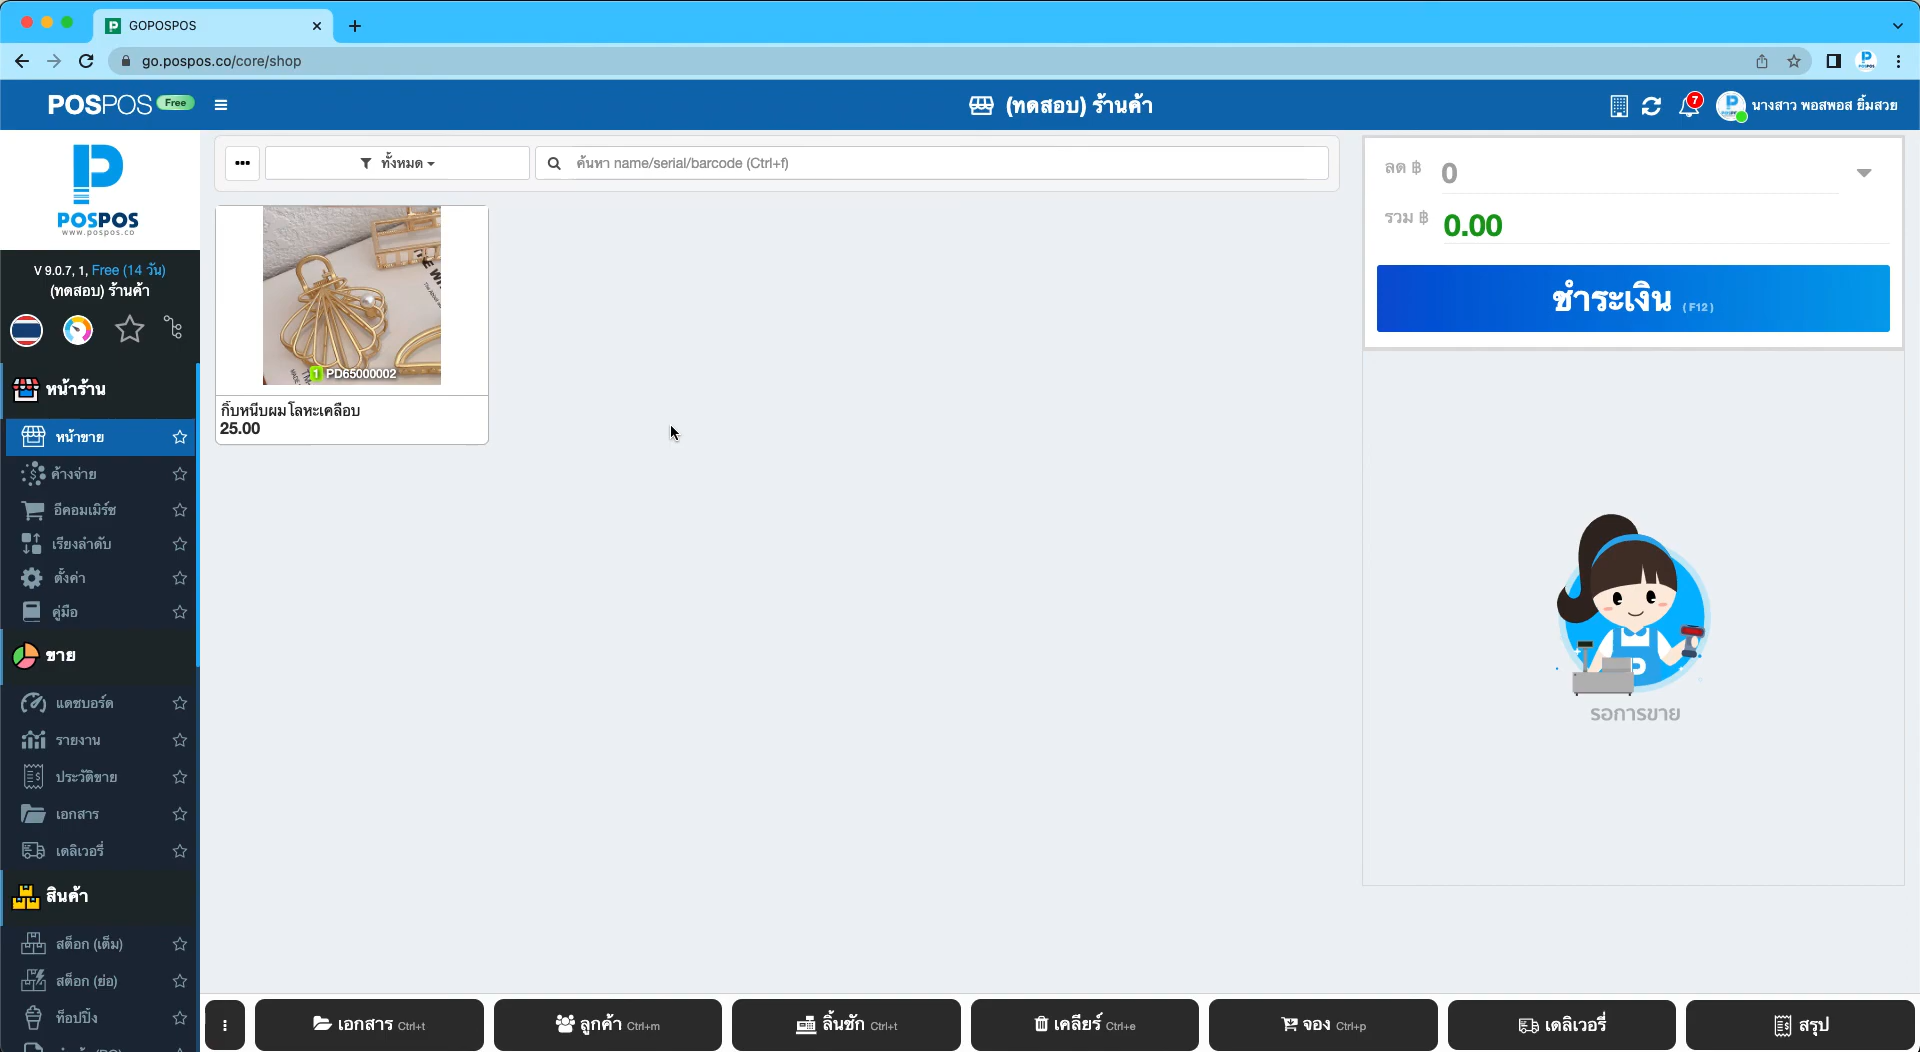 GOPOSPOS
go.pospos.co/core/shop
POSPOS Free
(ทดสอบ) ร้านค้า
7
นางสาว พอสพอส ยิ้มสวย
POSPOS
www.pospos.co
V 9.0.7, 1, Free (14 วัน)
(ทดสอบ) ร้านค้า
หน้าร้าน
หน้าขาย
ค้างจ่าย
อีคอมเมิร์ซ
เรียงลำดับ
ตั้งค่า
คู่มือ
ขาย
แดชบอร์ด
รายงาน
ประวัติขาย
เอกสาร
เดลิเวอรี่
สินค้า
สต็อก (เต็ม)
สต็อก (ย่อ)
ท็อปปิ้ง
ทั้งหมด
ค้นหา name/serial/barcode (Ctrl+f)
1 PD65000002
กิ๊บหนีบผมโลหะเคลือบ
25.00
ลด ฿ 0
รวม ฿ 0.00
ชำระเงิน (F12)
รอการขาย
เอกสาร Ctrl+t
ลูกค้า Ctrl+m
ลิ้นชัก Ctrl+t
เคลียร์ Ctrl+e
จอง Ctrl+p
เดลิเวอรี่
สรุป